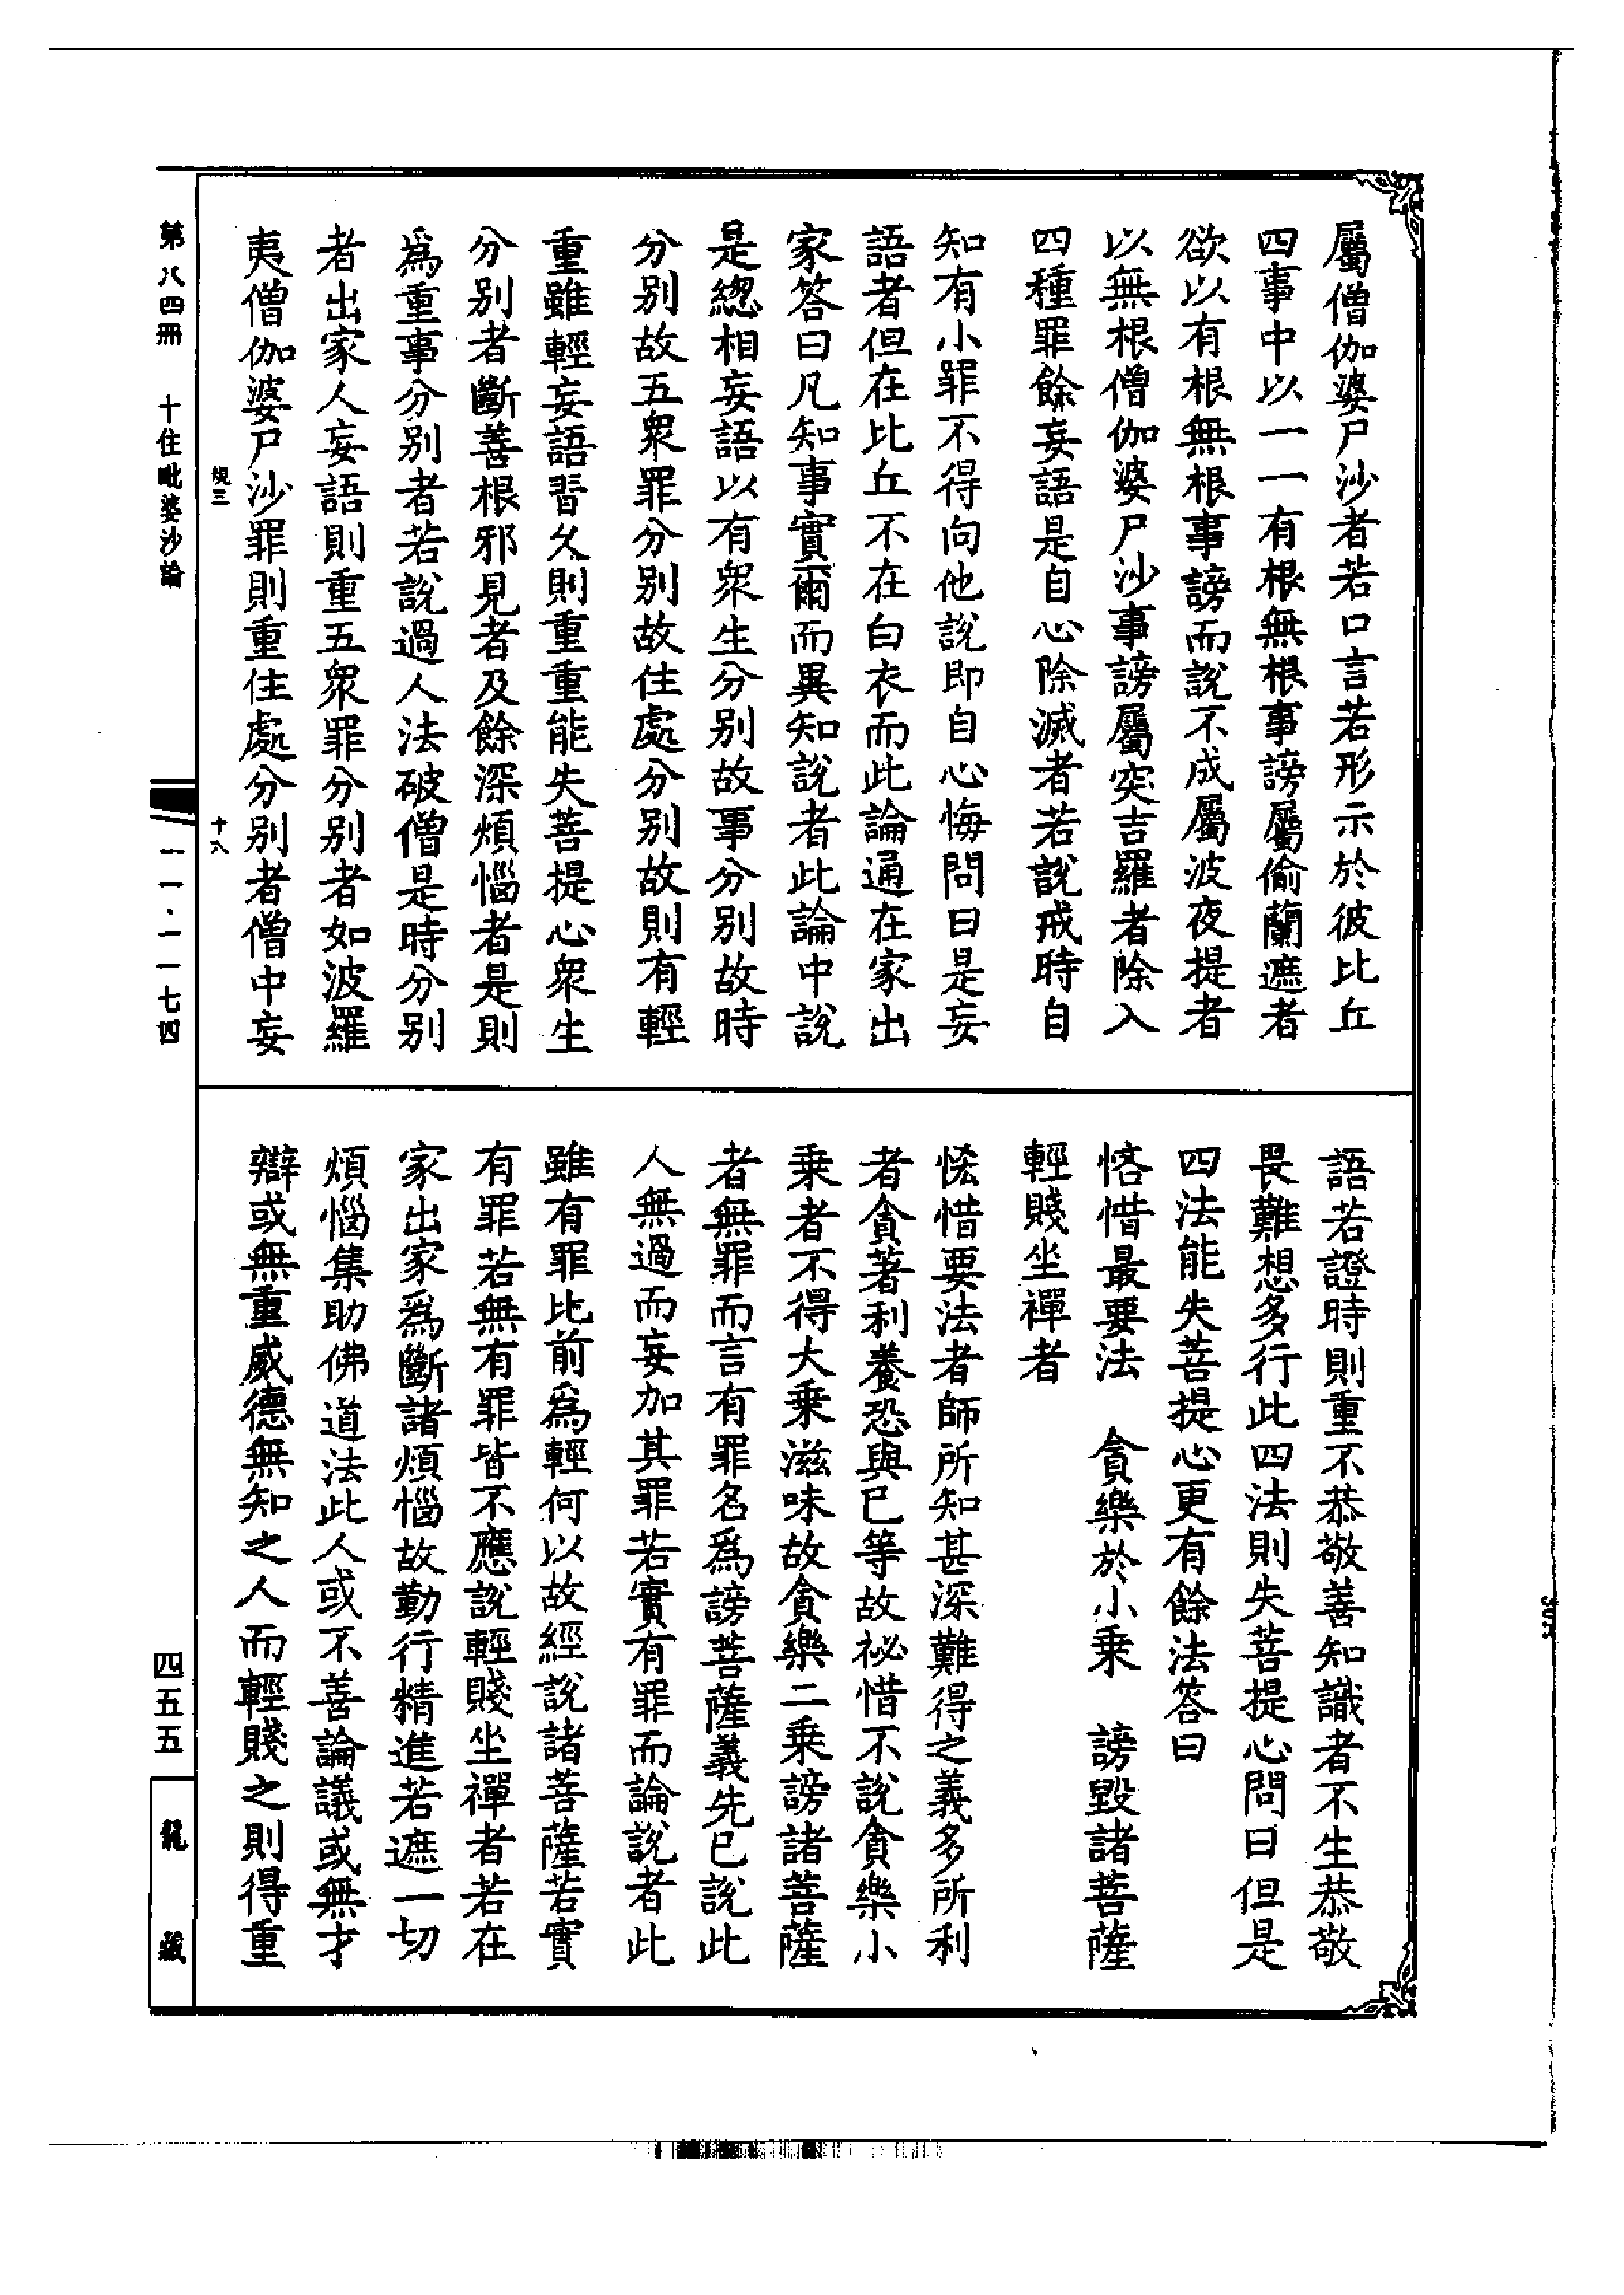 屬僧伽婆尸沙者若口言若形示於彼比丘
四事中以一一有根無根事謗屬偷蘭遮者
欲以有根無根事謗而說不成屬波夜提者
以無根僧伽婆尸沙事謗屬突吉羅者除入
四種罪餘妄語是自心除滅者若說戒時自
知有小罪不得向他說即自心悔問曰是妄
語者但在比丘不在白衣而此論通在家出
家答曰凡知事實爾而異知說者此論中說
是緫相妄語以有衆生分別故事分別故時
分別故五衆罪分別故住處分別故則有輕
重雖輕妄語習久則重重能失菩提心衆生
分別者斷善根邪見者及餘深煩惱者是則
爲重事分別者若說過人法破僧是時分別
者出家人妄語則重五衆罪分別者如波羅
夷僧伽婆尸沙罪則重住處分別者僧中妄
語若證時則重不恭敬善知識者不生恭敬
畏難想多行此四法則失菩提心問曰但是
四法能失菩提心更有餘法答曰
悋惜最要法　貪樂於小乗　謗毀諸菩薩
輕賤坐禪者
恡惜要法者師所知甚深難得之義多所利
者貪著利養恐與已等故祕惜不說貪樂小
乗者不得大乗滋味故貪樂二乗謗諸菩薩
者無罪而言有罪名爲謗菩薩義先已說此
人無過而妄加其罪若實有罪而論說者此
雖有罪比前爲輕何以故經說諸菩薩若實
有罪若無有罪皆不應說輕賤坐禪者若在
家出家爲斷諸煩惱故勤行精進若遮一切
煩惱集助佛道法此人或不善論議或無才
辯或無重威德無知之人而輕賤之則得重
規三
十八
第八四冊　十住毗婆沙論
一一·一一七四
四五五
龍藏